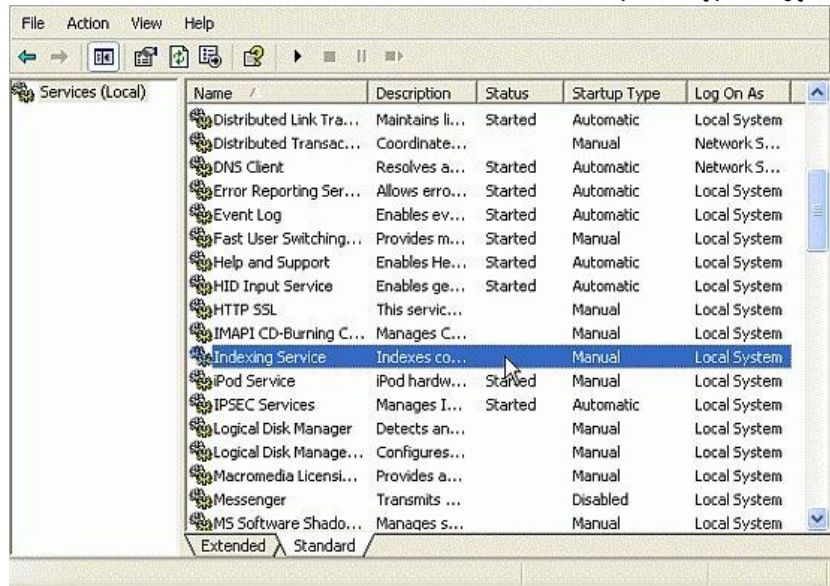 File Action View Help
Services (Local)
Name Description Status Startup Type Log On As
Distributed Link Tra... Maintains li... Started Automatic Local System
Distributed Transac... Coordinate... Manual Network S...
DNS Client Resolves a... Started Automatic Network S...
Error Reporting Ser... Allows erro... Started Automatic Local System
Event Log Enables ev... Started Automatic Local System
Fast User Switching... Provides m... Started Manual Local System
Help and Support Enables He... Started Automatic Local System
HID Input Service Enables ge... Started Automatic Local System
HTTP SSL This servic... Manual Local System
IMAPI CD-Burning C... Manages C... Manual Local System
Indexing Service Indexes co... Manual Local System
iPod Service iPod hardw... Started Manual Local System
IPSEC Services Manages I... Started Automatic Local System
Logical Disk Manager Detects an... Manual Local System
Logical Disk Manage... Configures... Manual Local System
Macromedia Licensi... Provides a... Manual Local System
Messenger Transmits ... Disabled Local System
MS Software Shado... Manages s... Manual Local System
Extended Standard